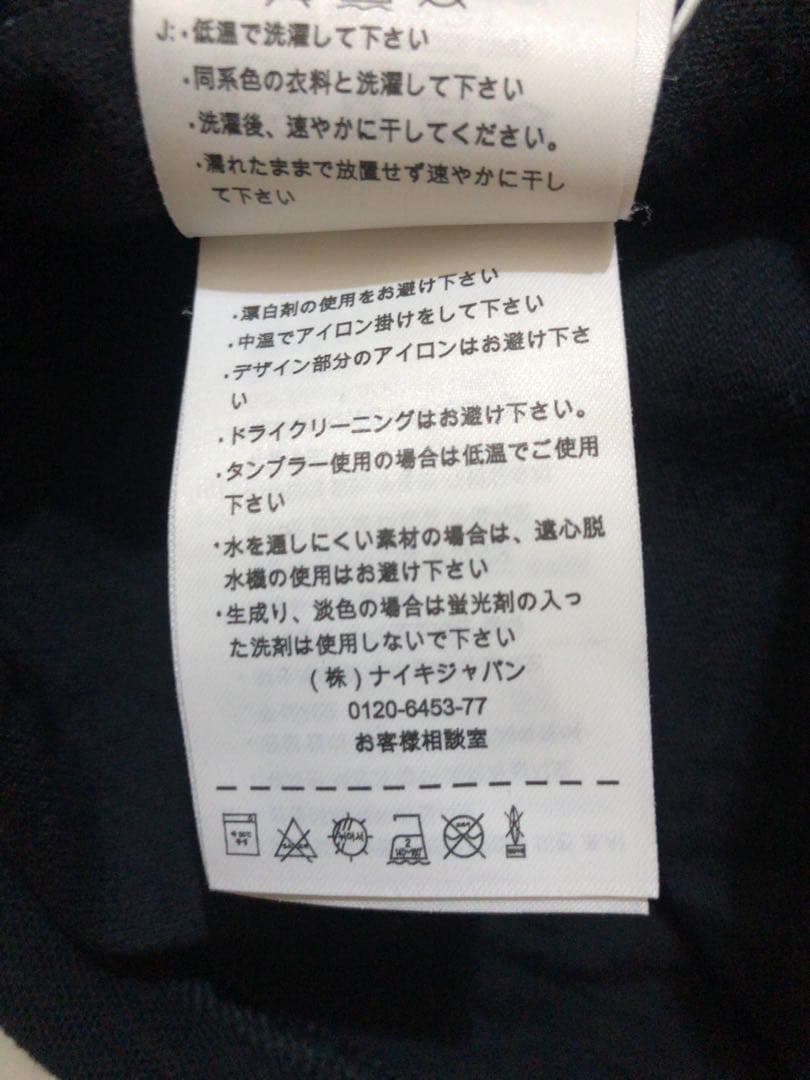 J:・低温で洗濯して下さい
・同系色の衣料と洗濯して下さい
・洗濯後、速やかに干してください。
・濡れたままで放置せず速やかに干し
て下さい
・漂白剤の使用をお避け下さい
・中温でアイロン掛けをして下さい
・デザイン部分のアイロンはお避け下さ
い
・ドライクリーニングはお避け下さい。
・タンブラー使用の場合は低温でご使用
下さい
・水を通しにくい素材の場合は、遠心脱
水機の使用はお避け下さい
・生成り、淡色の場合は蛍光剤の入っ
た洗剤は使用しないで下さい
(株)ナイキジャパン
0120-6453-77
お客様相談室